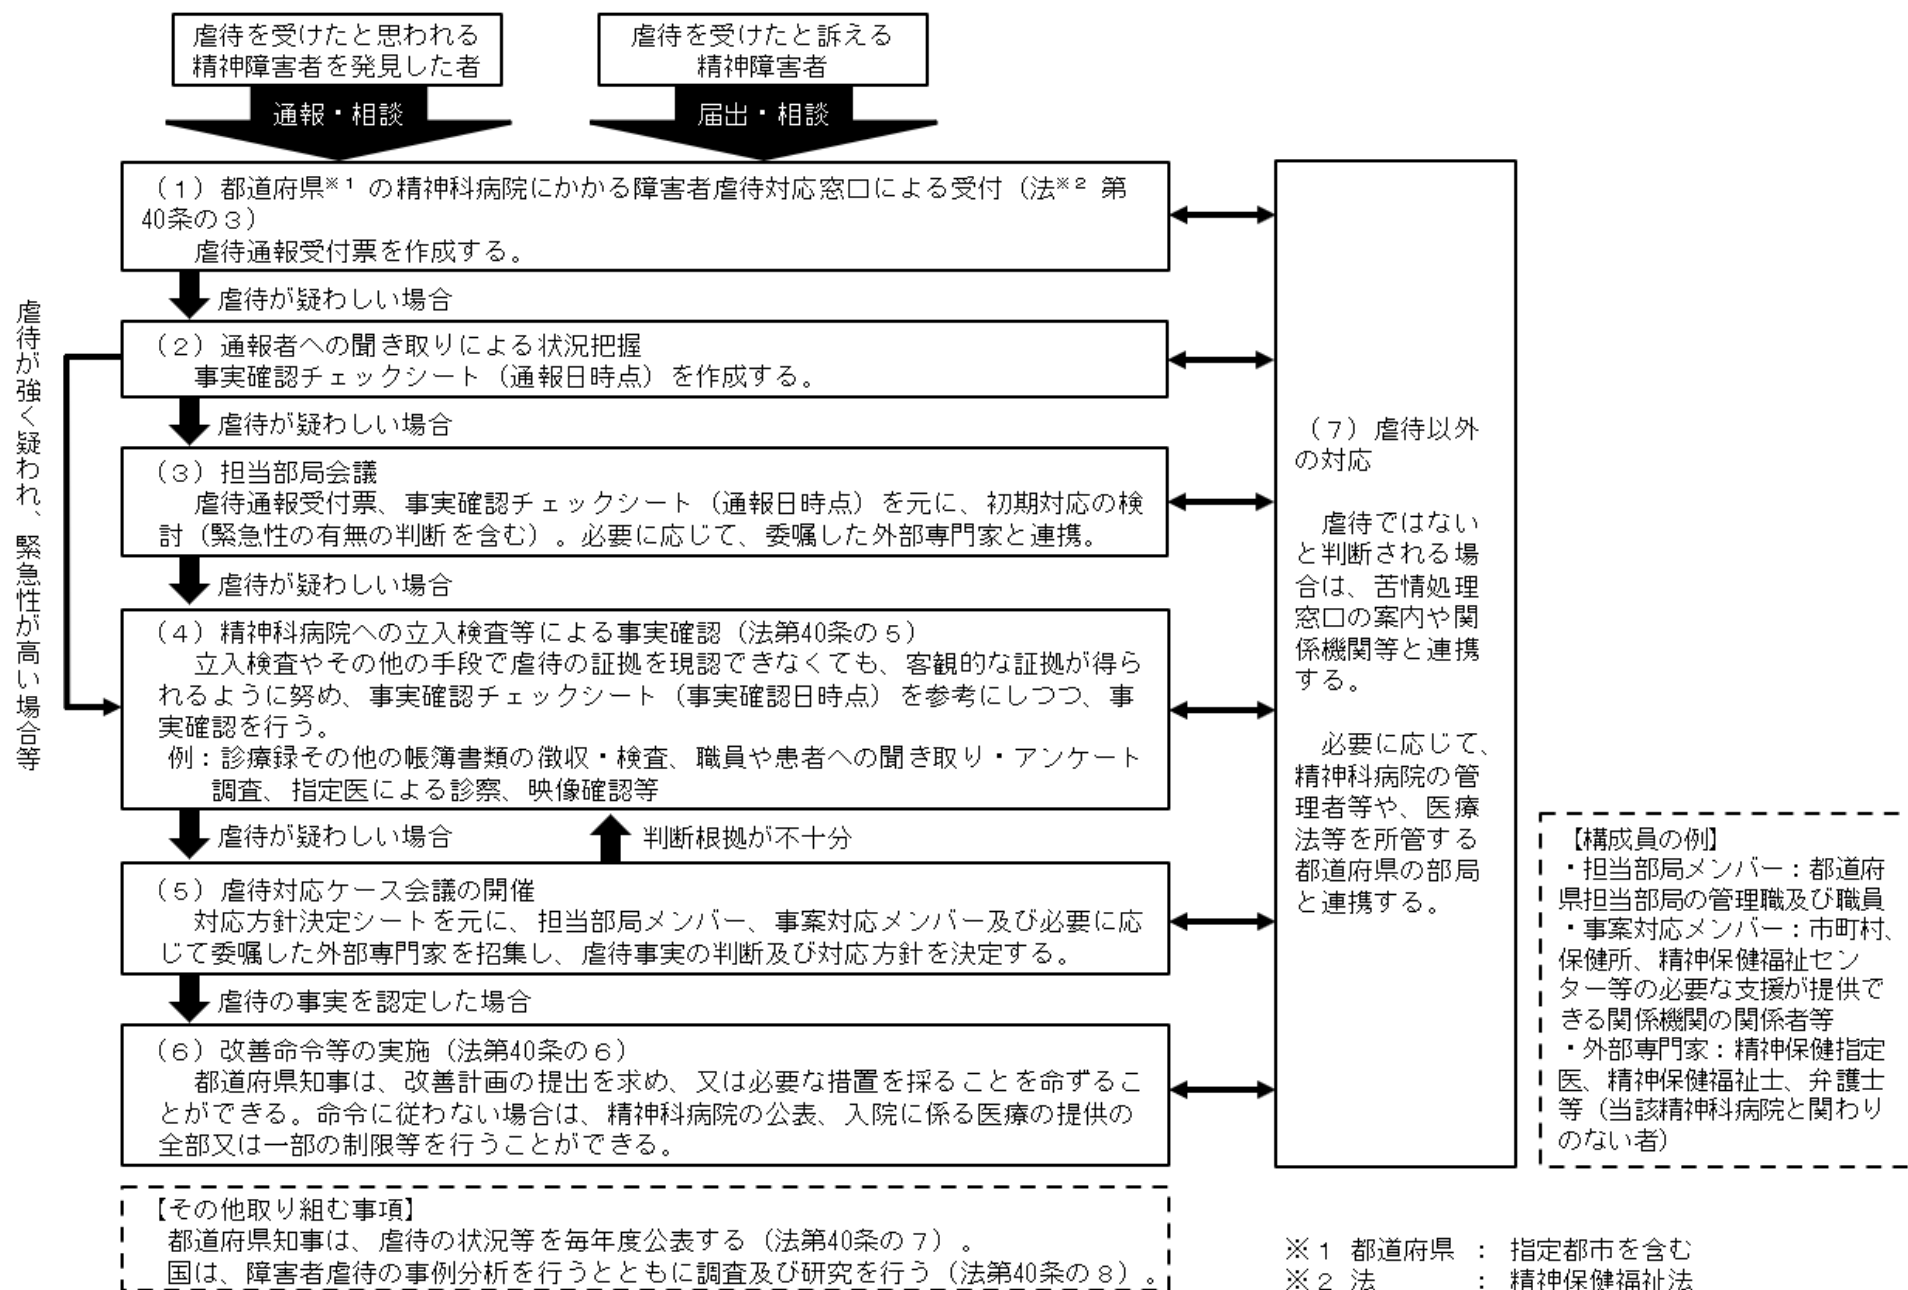 虐待を受けたと思われる
精神障害者を発見した者
虐待を受けたと訴える
精神障害者
通報・相談
届出・相談
（１）都道府県※１ の精神科病院にかかる障害者虐待対応窓口による受付（法※２ 第
40条の３）
虐待通報受付票を作成する。
虐待が疑わしい場合
（２）通報者への聞き取りによる状況把握
事実確認チェックシート（通報日時点）を作成する。
虐待が疑わしい場合
（３）担当部局会議
虐待通報受付票、事実確認チェックシート（通報日時点）を元に、初期対応の検
討（緊急性の有無の判断を含む）。必要に応じて、委嘱した外部専門家と連携。
虐待が疑わしい場合
（４）精神科病院への立入検査等による事実確認（法第40条の５）
立入検査やその他の手段で虐待の証拠を現認できなくても、客観的な証拠が得ら
れるように努め、事実確認チェックシート（事実確認日時点）を参考にしつつ、事
実確認を行う。
例：診療録その他の帳簿書類の徴収・検査、職員や患者への聞き取り・アンケート
調査、指定医による診察、映像確認等
虐待が疑わしい場合
判断根拠が不十分
（５）虐待対応ケース会議の開催
対応方針決定シートを元に、担当部局メンバー、事案対応メンバー及び必要に応
じて委嘱した外部専門家を招集し、虐待事実の判断及び対応方針を決定する。
虐待の事実を認定した場合
（６）改善命令等の実施（法第40条の６）
都道府県知事は、改善計画の提出を求め、又は必要な措置を採ることを命ずるこ
とができる。命令に従わない場合は、精神科病院の公表、入院に係る医療の提供の
全部又は一部の制限等を行うことができる。
虐待が強く疑われ、緊急性が高い場合等
（７）虐待以外
の対応
虐待ではない
と判断される場
合は、苦情処理
窓口の案内や関
係機関等と連携
する。
必要に応じて、
精神科病院の管
理者等や、医療
法等を所管する
都道府県の部局
と連携する。
【構成員の例】
・担当部局メンバー：都道府
県担当部局の管理職及び職員
・事案対応メンバー：市町村、
保健所、精神保健福祉セン
ター等の必要な支援が提供で
きる関係機関の関係者等
・外部専門家：精神保健指定
医、精神保健福祉士、弁護士
等（当該精神科病院と関わり
のない者）
【その他取り組む事項】
都道府県知事は、虐待の状況等を毎年度公表する（法第40条の７）。
国は、障害者虐待の事例分析を行うとともに調査及び研究を行う（法第40条の８）。
※１ 都道府県 ： 指定都市を含む
※２ 法 ： 精神保健福祉法